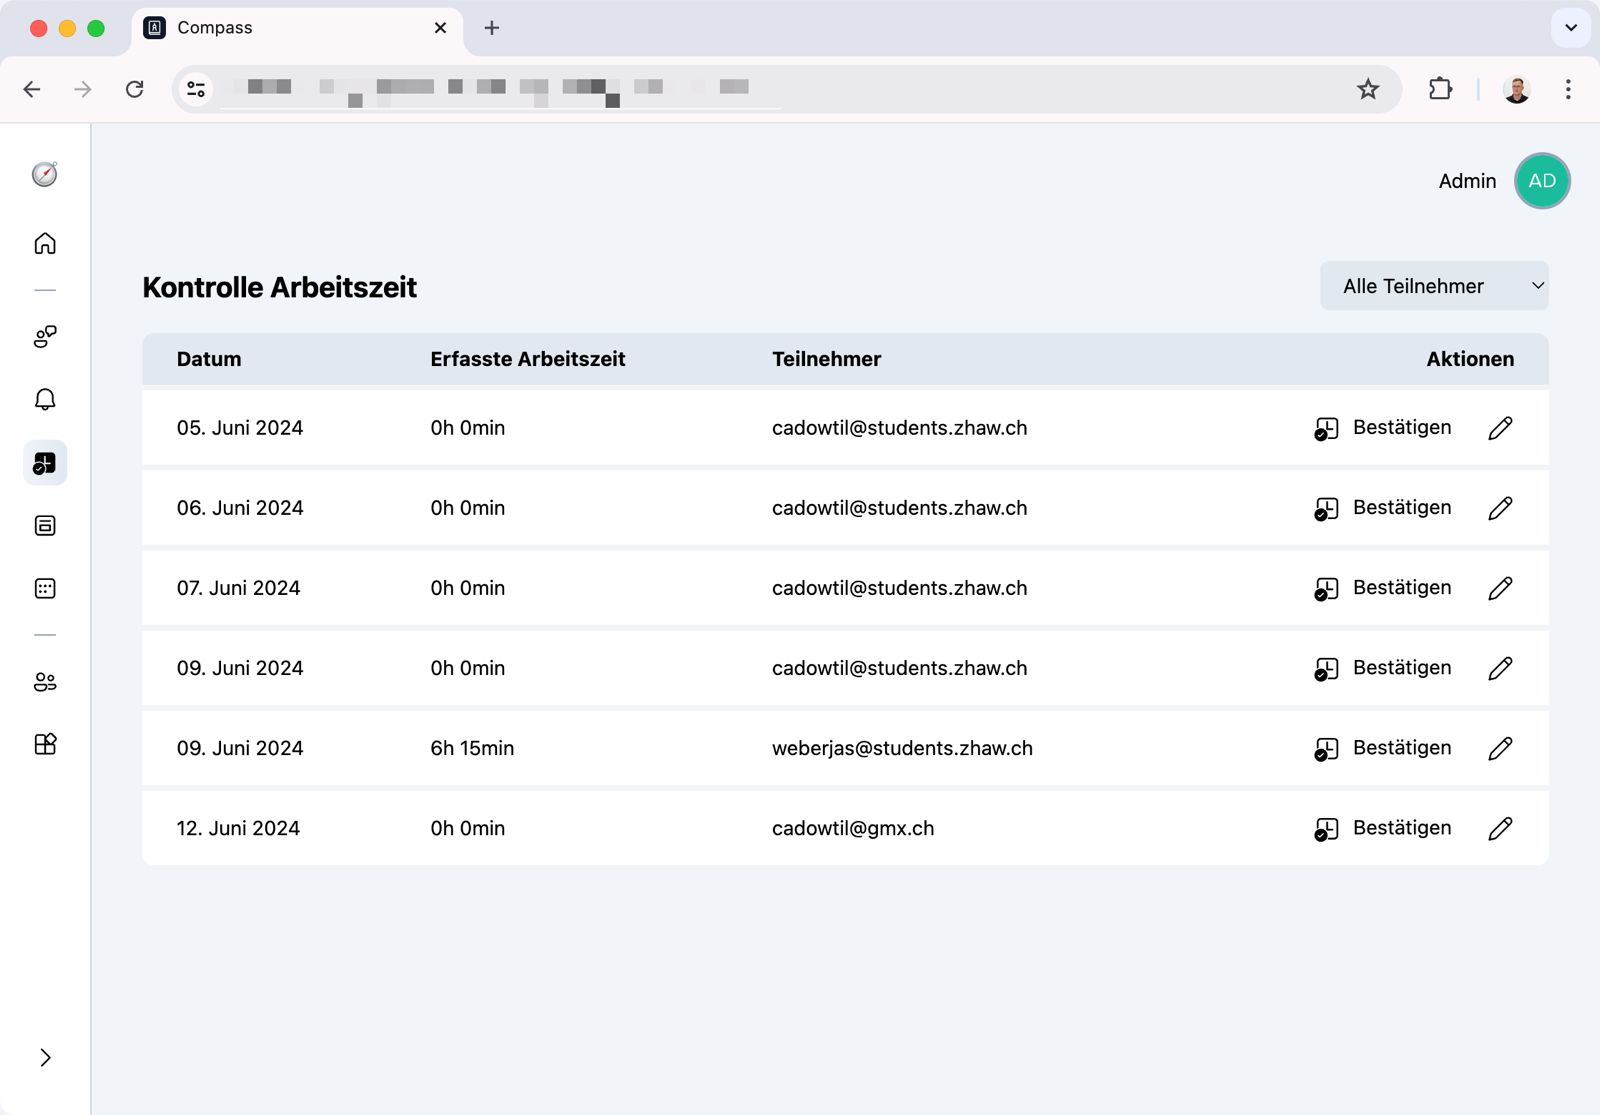 Compass
Admin AD
Kontrolle Arbeitszeit Alle Teilnehmer
Datum Erfasste Arbeitszeit Teilnehmer Aktionen
05. Juni 2024 0h 0min cadowtil@students.zhaw.ch Bestätigen
06. Juni 2024 0h 0min cadowtil@students.zhaw.ch Bestätigen
07. Juni 2024 0h 0min cadowtil@students.zhaw.ch Bestätigen
09. Juni 2024 0h 0min cadowtil@students.zhaw.ch Bestätigen
09. Juni 2024 6h 15min weberjas@students.zhaw.ch Bestätigen
12. Juni 2024 0h 0min cadowtil@gmx.ch Bestätigen